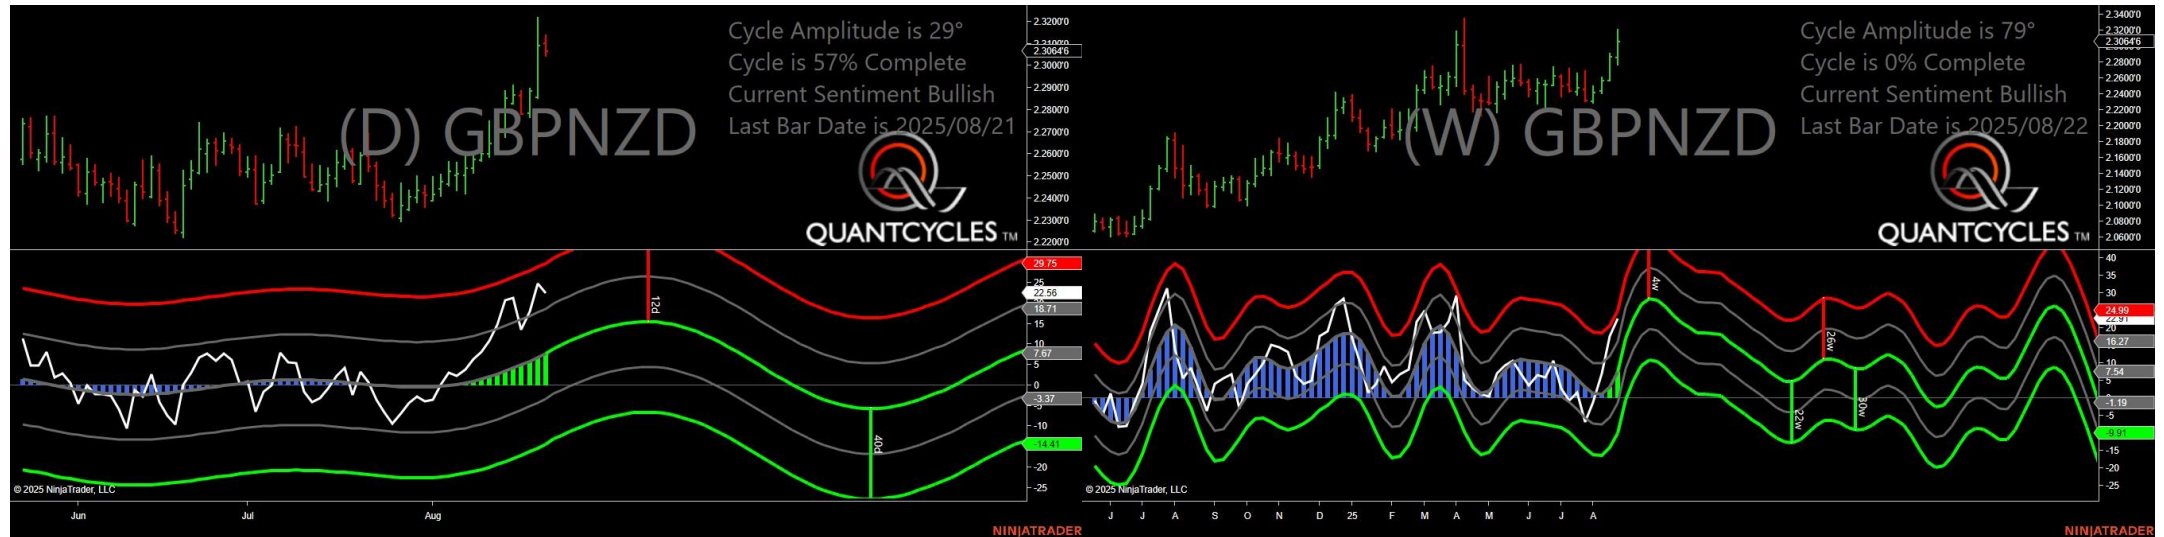 Cycle Amplitude is 29°
Cycle is 57% Complete
Current Sentiment Bullish
Last Bar Date is 2025/08/21
(D) GBPNZD
QUANTCYCLES TM
2.3200'0
2.3064'6
2.3000'0
2.2900'0
2.2800'0
2.2700'0
2.2600'0
2.2500'0
2.2400'0
2.2300'0
2.2200'0
29.75
25
22.56
18.71
15
10
7.67
5
0
-3.37
-5
-10
-14.41
-20
-25
12d
40d
© 2025 NinjaTrader, LLC
Jun Jul Aug
NINJATRADER
Cycle Amplitude is 79°
Cycle is 0% Complete
Current Sentiment Bullish
Last Bar Date is 2025/08/22
(W) GBPNZD
QUANTCYCLES TM
2.3400'0
2.3200'0
2.3064'6
2.2800'0
2.2600'0
2.2400'0
2.2200'0
2.2000'0
2.1800'0
2.1600'0
2.1400'0
2.1200'0
2.1000'0
2.0800'0
2.0600'0
40
35
30
24.99
22.91
20
16.27
10
7.54
5
-1.19
-5
-9.91
-15
-20
-25
4w
26w
22w
30w
© 2025 NinjaTrader, LLC
J J A S O N D 25 F M A M J J A
NINJATRADER